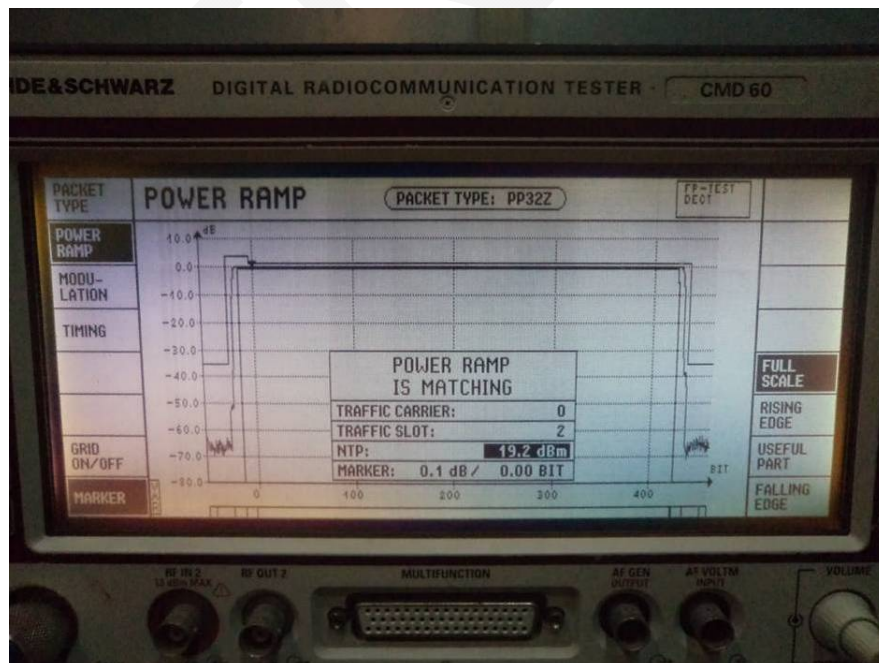 IDE&SCHWARZ DIGITAL RADIOCOMMUNICATION TESTER · CMD 60
PACKET TYPE
POWER RAMP
PACKET TYPE: PP32Z
FP-TEST
DECT
POWER
RAMP
MODU-
LATION
TIMING
GRID
ON/OFF
MARKER
dB
10.0
0.0
-10.0
-20.0
-30.0
-40.0
-50.0
-60.0
-70.0
-80.0
POWER RAMP
IS MATCHING
TRAFFIC CARRIER: 0
TRAFFIC SLOT: 2
NTP: 19.2 dBm
MARKER: 0.1 dB/ 0.00 BIT
BIT
0 100 200 300 400
FULL
SCALE
RISING
EDGE
USEFUL
PART
FALLING
EDGE
RF IN 2
RF OUT 2
MULTIFUNCTION
AF GEN
OUTPUT
AF VOLTM
INPUT
VOLUME